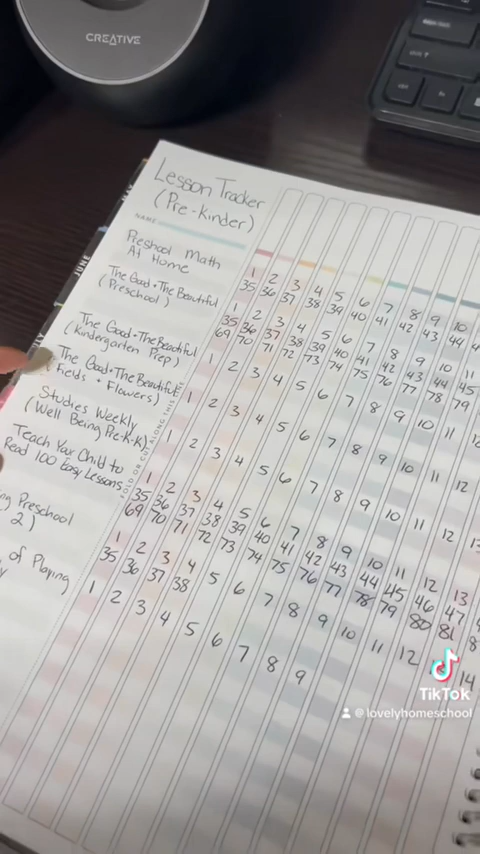 CREATIVE
Lesson Tracker
(Pre-kinder)
NAME
Preshool Math
At Home
1 2 3 4 5 6 7 8 9 10
35 36 37 38 39 40 41 42 43 44
The Good + The Beautiful
(Preschool)
1 2 3 4 5 6 7 8 9 10 11
35 36 37 38 39 40 41 42 43 44 45
69 70 71 72 73 74 75 76 77 78 79
The Good + The Beautiful
(Kindergarten Prep)
1 2 3 4 5 6 7 8 9 10 11
The Good + The Beautiful
(Fields + Flowers)
1 2 3 4 5 6 7 8 9 10 11 12
Studies Weekly
(Well Being Pre-K-K)
1 2 3 4 5 6 7 8 9 10 11 12 13
Teach Your Child to
Read 100 Easy Lessons
1 2 3 4 5 6 7 8 9 10 11 12 13
35 36 37 38 39 40 41 42 43 44 45 46 47
69 70 71 72 73 74 75 76 77 78 79 80 81
Preschool
2)
1 2 3 4 5 6 7 8 9 10 11 12
35 36 37 38
of Playing
1 2 3 4 5 6 7 8 9
14
JUNE
TikTok
@lovelyhomeschool